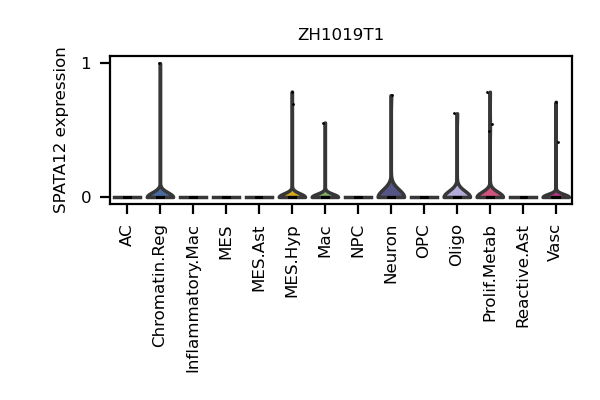 ZH1019T1
SPATA12 expression
1
0
AC
Chromatin.Reg
Inflammatory.Mac
MES
MES.Ast
MES.Hyp
Mac
NPC
Neuron
OPC
Oligo
Prolif.Metab
Reactive.Ast
Vasc